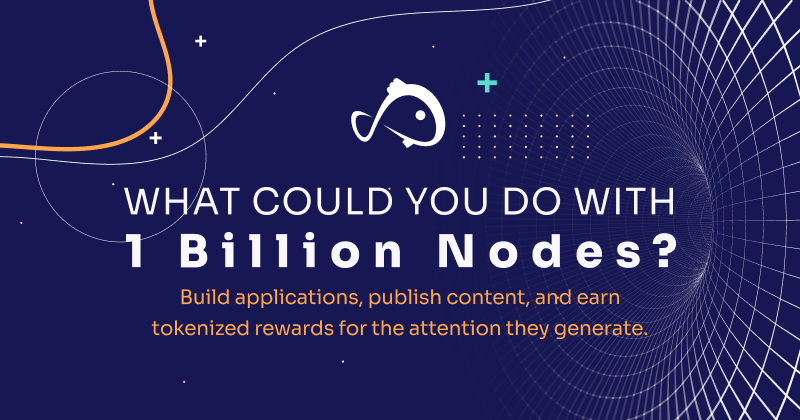 WHAT COULD YOU DO WITH
1 Billion Nodes?
Build applications, publish content, and earn
tokenized rewards for the attention they generate.